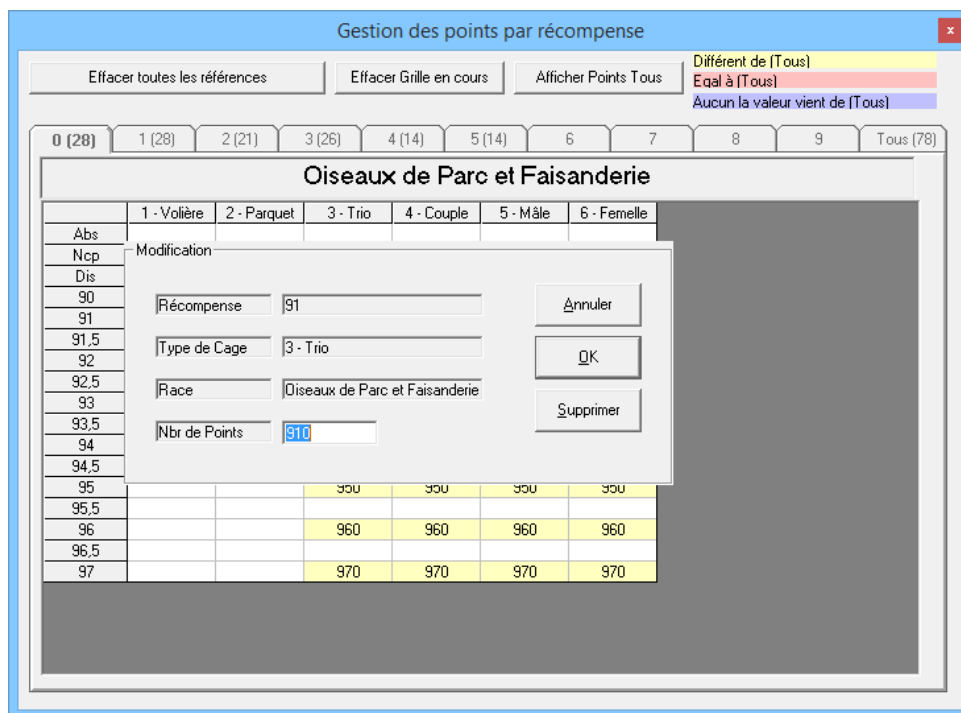 Gestion des points par récompense
x
Effacer toutes les références
Effacer Grille en cours
Afficher Points Tous
Différent de (Tous)
Egal à (Tous)
Aucun la valeur vient de (Tous)
0 (28) 1 (28) 2 (21) 3 (26) 4 (14) 5 (14) 6 7 8 9 Tous (78)
Oiseaux de Parc et Faisanderie
1 - Volière 2 - Parquet 3 - Trio 4 - Couple 5 - Mâle 6 - Femelle
Abs
Ncp
Dis
90
91
91,5
92
92,5
93
93,5
94
94,5
Modification
Récompense 91
Type de Cage 3 - Trio
Race Oiseaux de Parc et Faisanderie
Nbr de Points 910
Annuler
OK
Supprimer
95 950 950 950 950
95,5
96 960 960 960 960
96,5
97 970 970 970 970